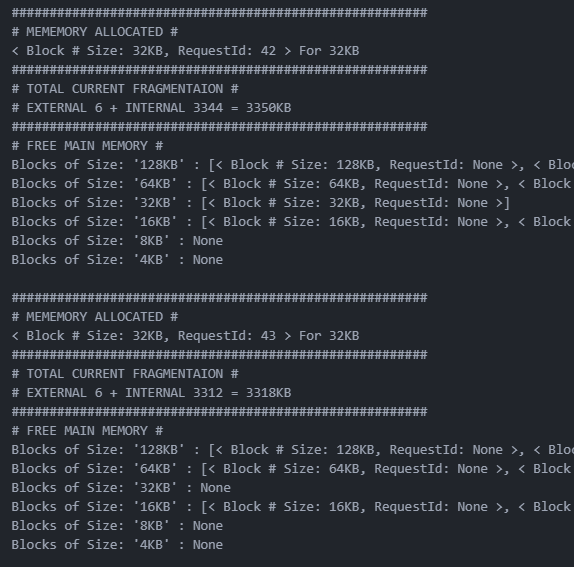 #######################################################
# MEMEMORY ALLOCATED #
< Block # Size: 32KB, RequestId: 42 > For 32KB
#######################################################
# TOTAL CURRENT FRAGMENTAION #
# EXTERNAL 6 + INTERNAL 3344 = 3350KB
#######################################################
# FREE MAIN MEMORY #
Blocks of Size: '128KB' : [< Block # Size: 128KB, RequestId: None >, < Bloc
Blocks of Size: '64KB' : [< Block # Size: 64KB, RequestId: None >, < Block
Blocks of Size: '32KB' : [< Block # Size: 32KB, RequestId: None >]
Blocks of Size: '16KB' : [< Block # Size: 16KB, RequestId: None >, < Block
Blocks of Size: '8KB' : None
Blocks of Size: '4KB' : None
#######################################################
# MEMEMORY ALLOCATED #
< Block # Size: 32KB, RequestId: 43 > For 32KB
#######################################################
# TOTAL CURRENT FRAGMENTAION #
# EXTERNAL 6 + INTERNAL 3312 = 3318KB
#######################################################
# FREE MAIN MEMORY #
Blocks of Size: '128KB' : [< Block # Size: 128KB, RequestId: None >, < Bloc
Blocks of Size: '64KB' : [< Block # Size: 64KB, RequestId: None >, < Block
Blocks of Size: '32KB' : None
Blocks of Size: '16KB' : [< Block # Size: 16KB, RequestId: None >, < Block
Blocks of Size: '8KB' : None
Blocks of Size: '4KB' : None